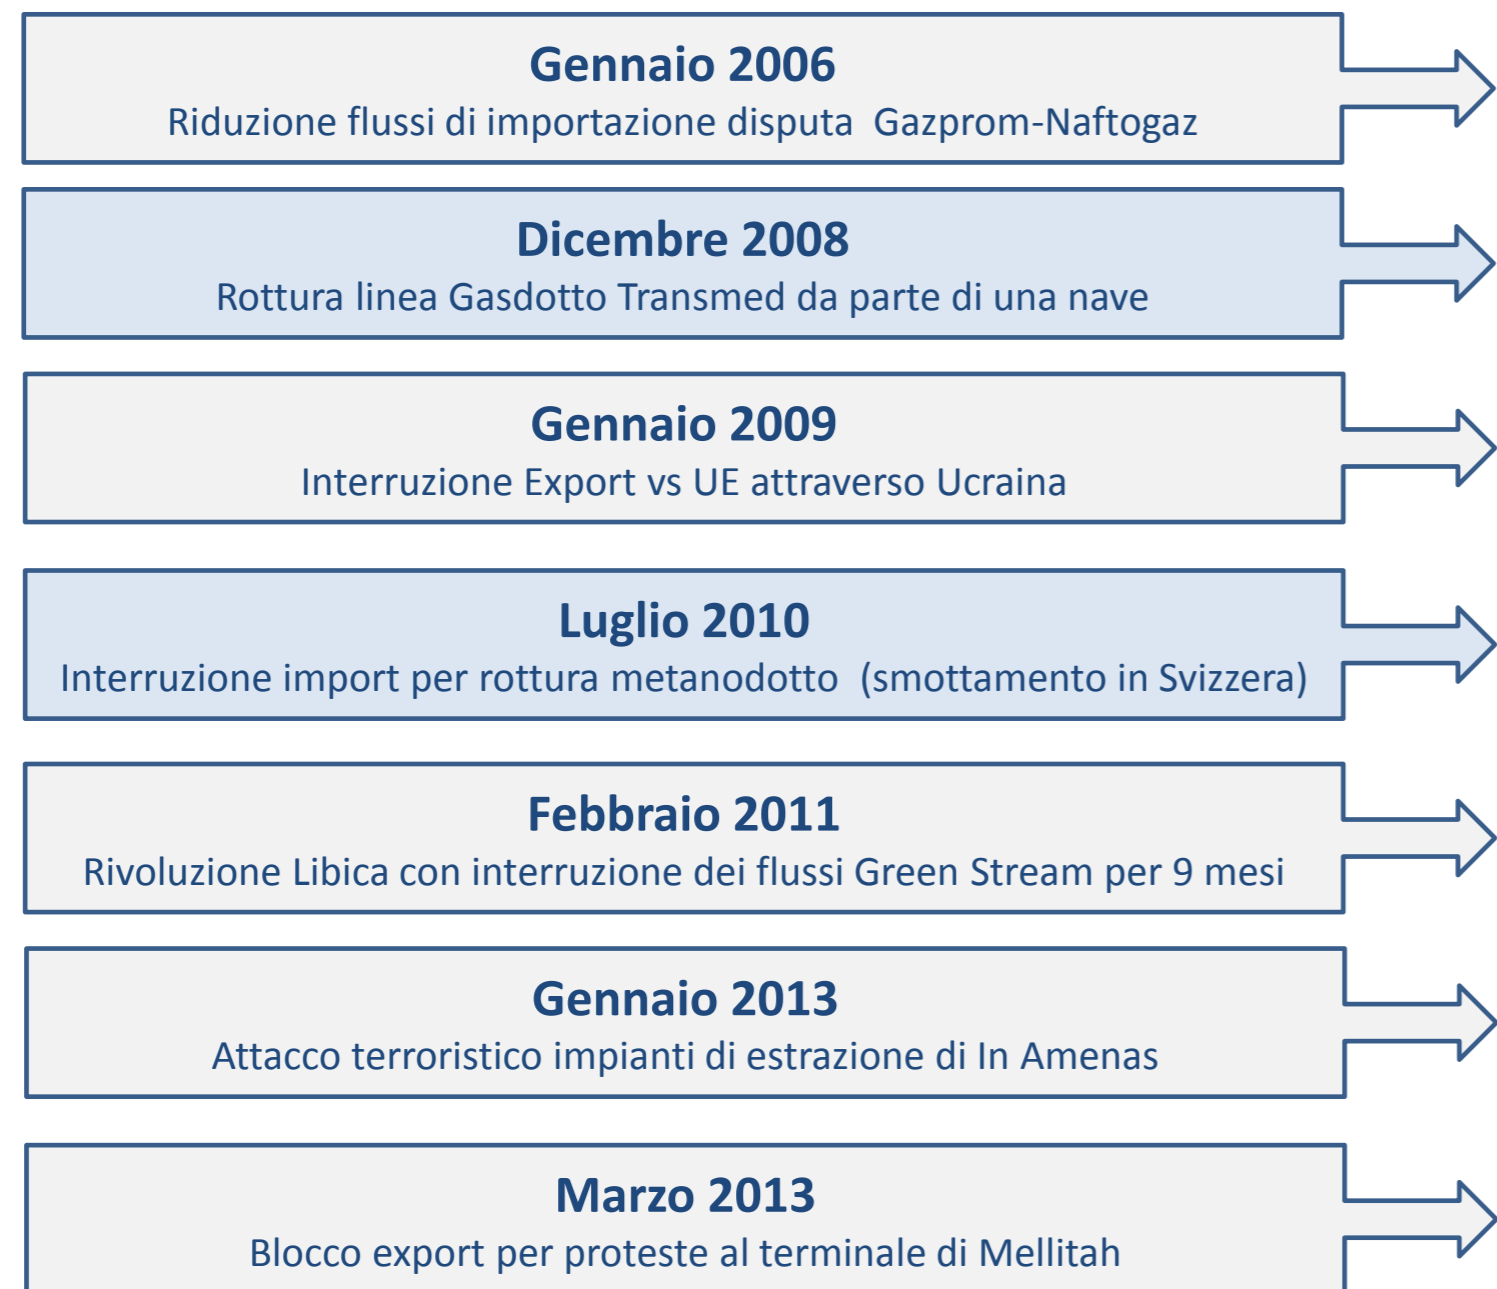 Gennaio 2006
Riduzione flussi di importazione disputa  Gazprom-Naftogaz
Dicembre 2008
Rottura linea Gasdotto Transmed da parte di una nave
Gennaio 2009
Interruzione Export vs UE attraverso Ucraina
Luglio 2010
Interruzione import per rottura metanodotto  (smottamento in Svizzera)
Febbraio 2011
Rivoluzione Libica con interruzione dei flussi Green Stream per 9 mesi
Gennaio 2013
Attacco terroristico impianti di estrazione di In Amenas
Marzo 2013
Blocco export per proteste al terminale di Mellitah